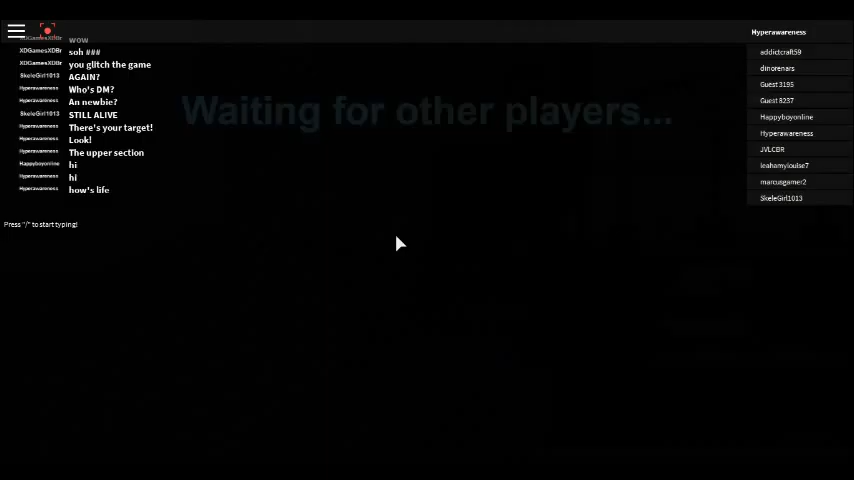 Hyperawareness
XDGamesXDBr wow
XDGamesXDBr soh ###
XDGamesXDBr you glitch the game
SkeleGirl1013 AGAIN?
Hyperawareness Who's DM?
Hyperawareness An newbie?
SkeleGirl1013 STILL ALIVE
Hyperawareness There's your target!
Hyperawareness Look!
Hyperawareness The upper section
Happyboyonline hi
Hyperawareness hi
Hyperawareness how's life
Press "/" to start typing!
Waiting for other players...
addictcraft59
dinorenars
Guest 3195
Guest 8237
Happyboyonline
Hyperawareness
JVLCBR
leahamylouise7
marcusgamer2
SkeleGirl1013